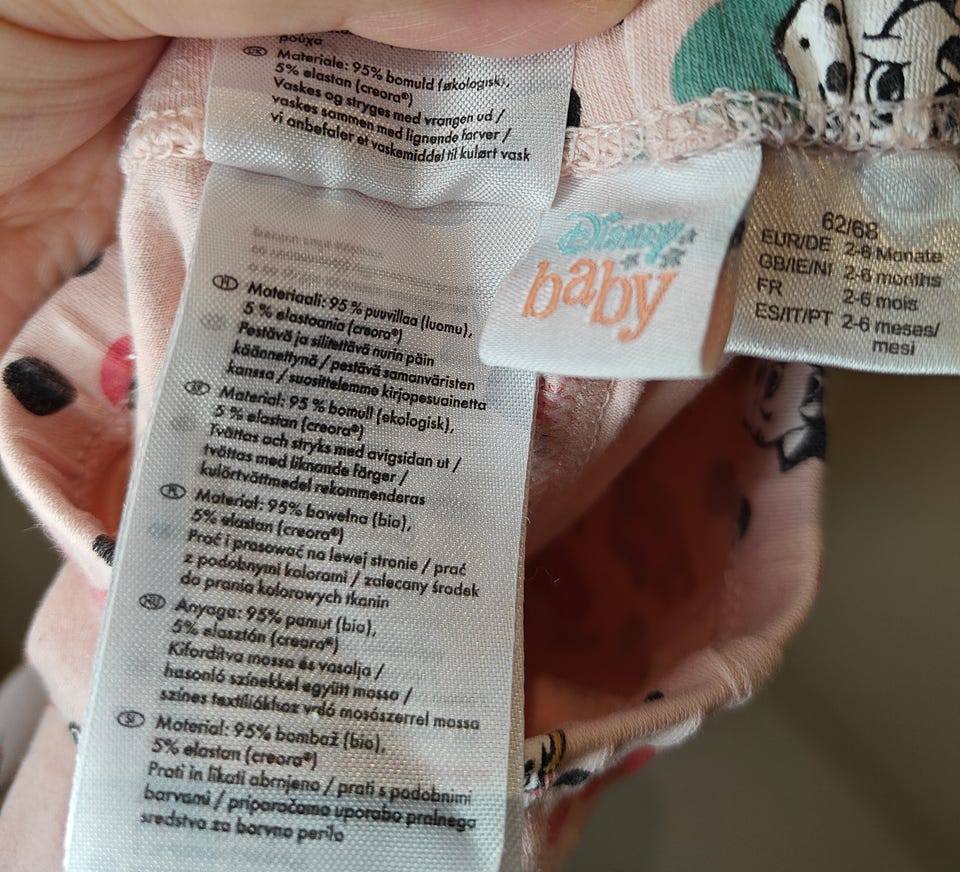 ρούχα
DK Materiale: 95% bomuld (økologisk),
5% elastan (creora®)
Vaskes og stryges med vrangen ud /
vaskes sammen med lignende farver /
vi anbefaler et vaskemiddel til kulørt vask
FI Materiaali: 95 % puuvillaa (luomu),
5 % elastaania (creora®)
Pestävä ja silitettävä nurin päin
käännettynä / pestävä samanväristen
kanssa / suosittelemme kirjopesuainetta
SE Material: 95 % bomull (ekologisk),
5 % elastan (creora®)
Tvättas och stryks med avigsidan ut /
tvättas med liknande färger /
kulörtvättmedel rekommenderas
PL Materiał: 95% bawełna (bio),
5% elastan (creora®)
Prać i prasować na lewej stronie / prać
z podobnymi kolorami / zalecany środek
do prania kolorowych tkanin
HU Anyaga: 95% pamut (bio),
5% elasztán (creora®)
Kifordítva mossa és vasalja /
hasonló színekkel együtt mossa /
színes textíliákhoz való mosószerrel mossa
SI Material: 95% bombaž (bio),
5% elastan (creora®)
Prati in likati obrnjeno / prati s podobnimi
barvami / priporočamo uporabo pralnega
sredstva za barvno perilo
Disney
baby
62/68
EUR/DE 2-6 Monate
GB/IE/NI 2-6 months
FR 2-6 mois
ES/IT/PT 2-6 meses/
mesi